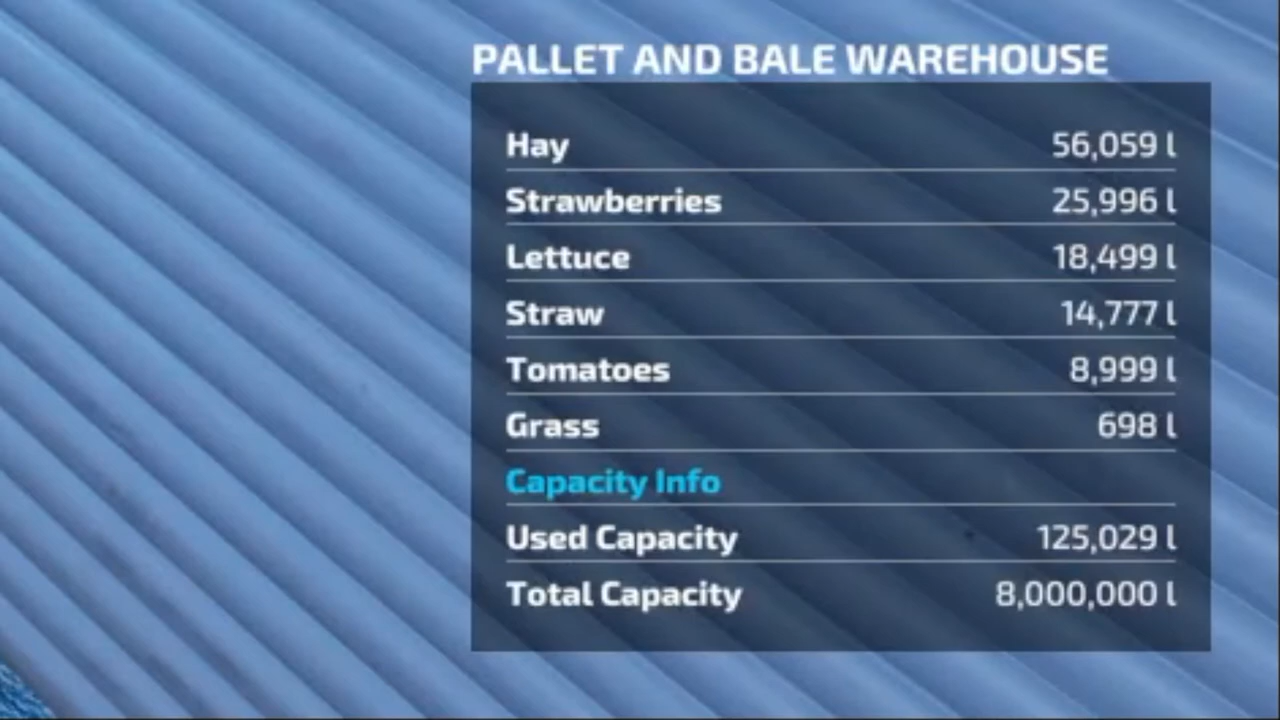 PALLET AND BALE WAREHOUSE
Hay 56,059 l
Strawberries 25,996 l
Lettuce 18,499 l
Straw 14,777 l
Tomatoes 8,999 l
Grass 698 l
Capacity Info
Used Capacity 125,029 l
Total Capacity 8,000,000 l